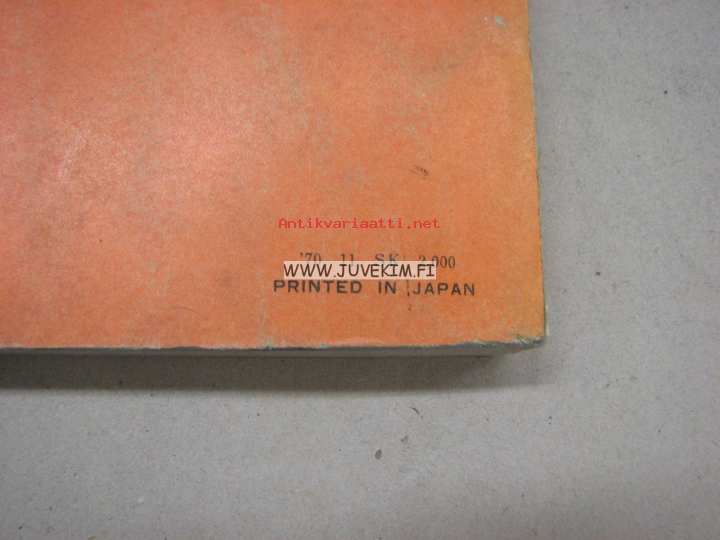 Antikvariaatti.net
'70 11 SK 2,000
WWW.JUVEKIM.FI
PRINTED IN JAPAN